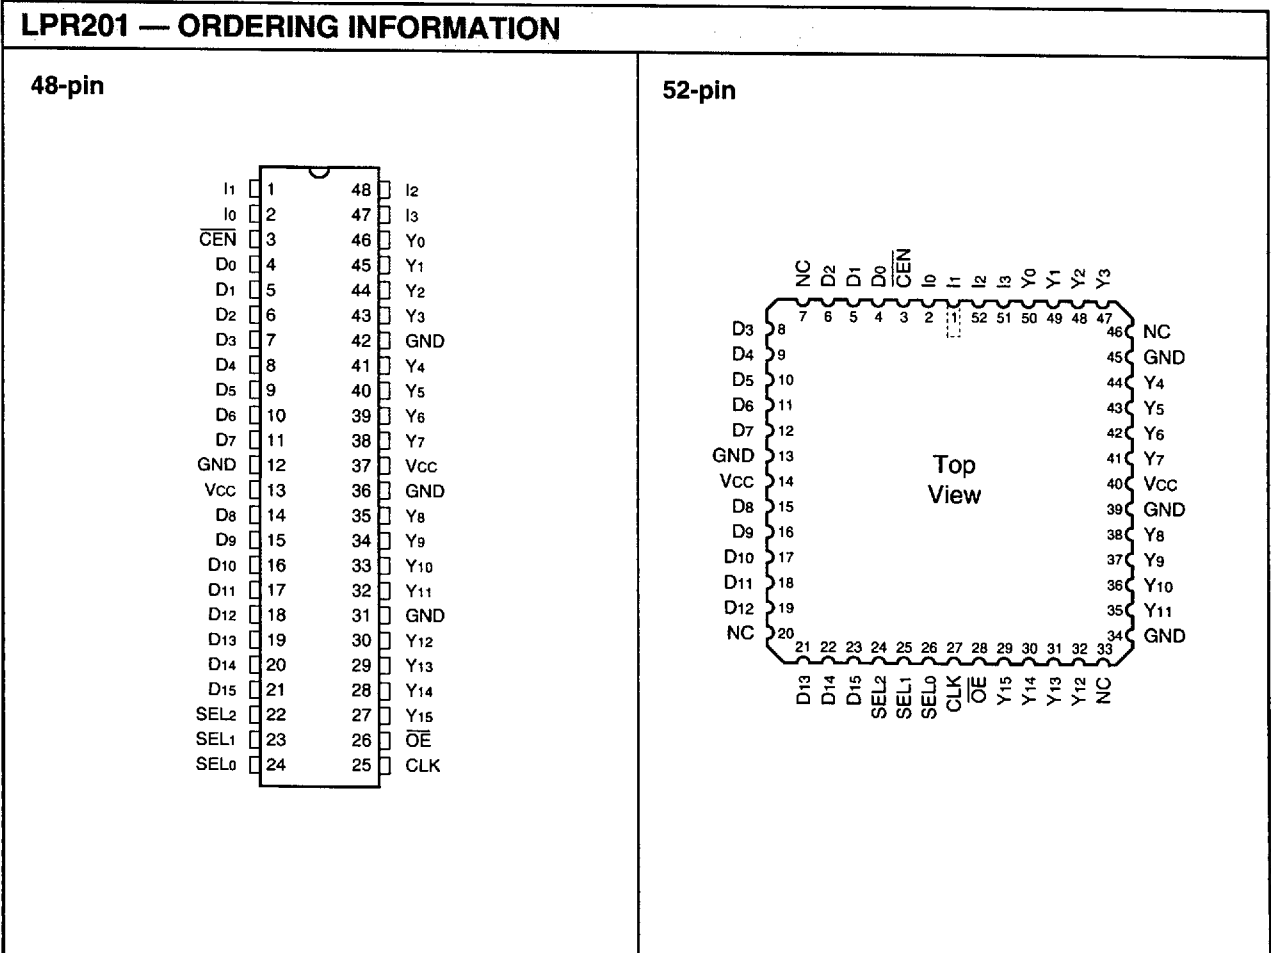 LPR201 — ORDERING INFORMATION
48-pin
I1 1 48 I2
I0 2 47 I3
CEN 3 46 Y0
D0 4 45 Y1
D1 5 44 Y2
D2 6 43 Y3
D3 7 42 GND
D4 8 41 Y4
D5 9 40 Y5
D6 10 39 Y6
D7 11 38 Y7
GND 12 37 VCC
VCC 13 36 GND
D8 14 35 Y8
D9 15 34 Y9
D10 16 33 Y10
D11 17 32 Y11
D12 18 31 GND
D13 19 30 Y12
D14 20 29 Y13
D15 21 28 Y14
SEL2 22 27 Y15
SEL1 23 26 OE
SEL0 24 25 CLK
52-pin
NC D2 D1 D0 CEN I0 I1 I2 I3 Y0 Y1 Y2 Y3
7 6 5 4 3 2 1 52 51 50 49 48 47
D3 8 46 NC
D4 9 45 GND
D5 10 44 Y4
D6 11 43 Y5
D7 12 42 Y6
GND 13 41 Y7
VCC 14 40 VCC
D8 15 39 GND
D9 16 38 Y8
D10 17 37 Y9
D11 18 36 Y10
D12 19 35 Y11
NC 20 34 GND
Top
View
21 22 23 24 25 26 27 28 29 30 31 32 33
D13 D14 D15 SEL2 SEL1 SEL0 CLK OE Y15 Y14 Y13 Y12 NC